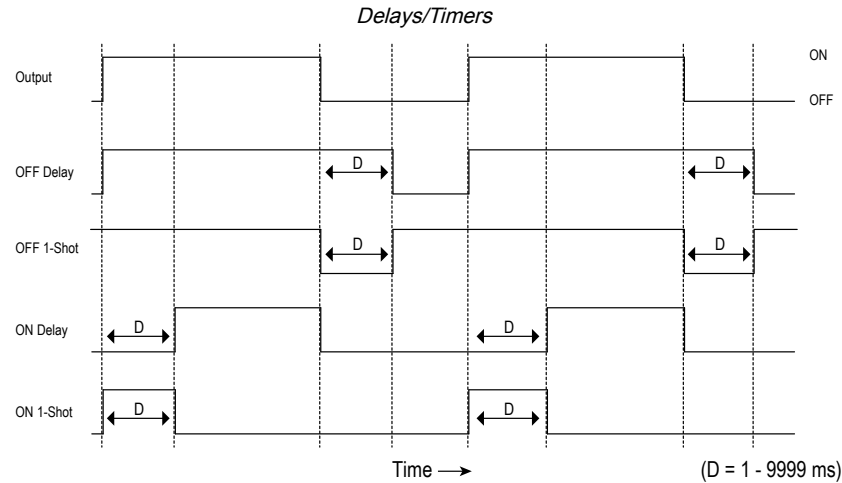 Delays/Timers
Output
ON
OFF
OFF Delay
D
D
OFF 1-Shot
D
D
ON Delay
D
D
ON 1-Shot
D
D
Time
(D = 1 - 9999 ms)